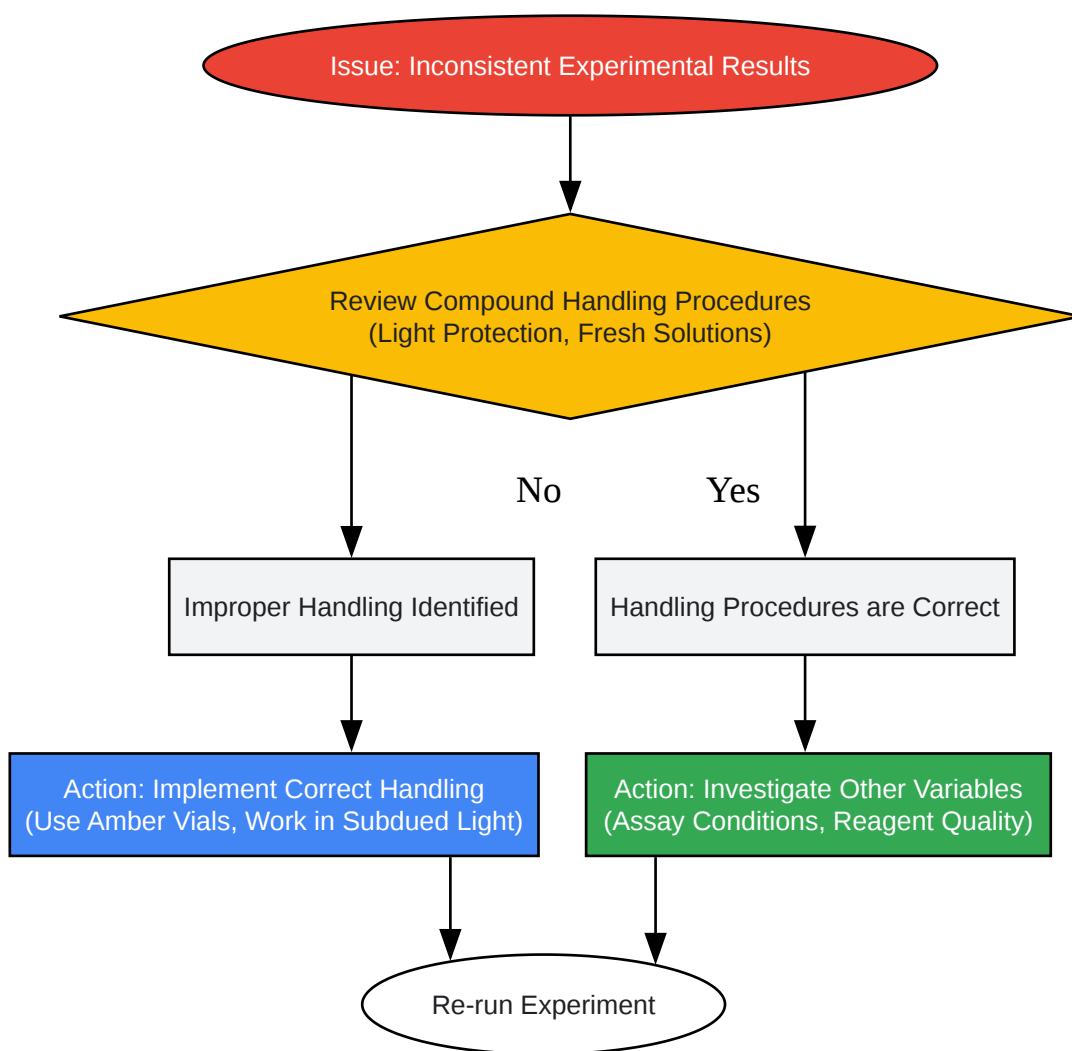 Issue: Inconsistent Experimental Results
Review Compound Handling Procedures
(Light Protection, Fresh Solutions)
No
Yes
Improper Handling Identified
Handling Procedures are Correct
Action: Implement Correct Handling
(Use Amber Vials, Work in Subdued Light)
Action: Investigate Other Variables
(Assay Conditions, Reagent Quality)
Re-run Experiment